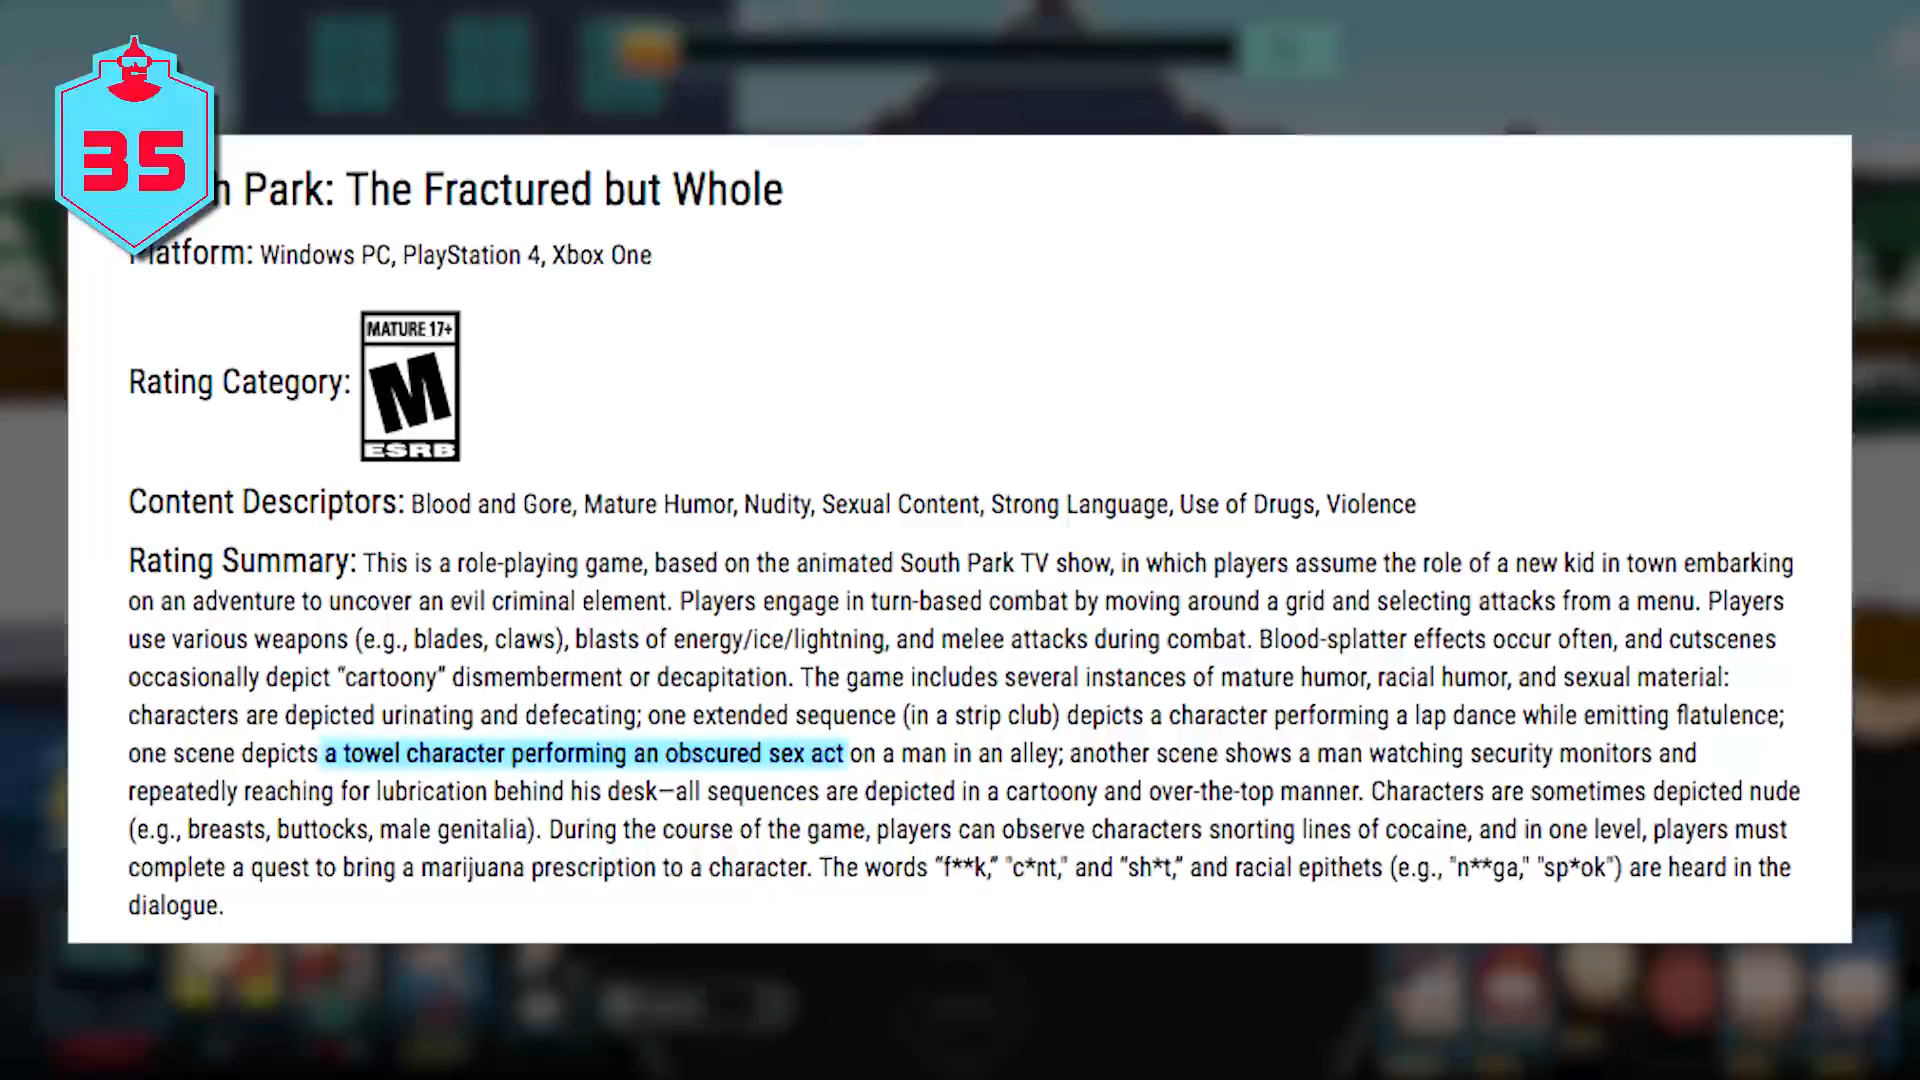 35
h Park: The Fractured but Whole
Platform: Windows PC, PlayStation 4, Xbox One
MATURE 17+
M
ESRB
Rating Category:
Content Descriptors: Blood and Gore, Mature Humor, Nudity, Sexual Content, Strong Language, Use of Drugs, Violence
Rating Summary: This is a role-playing game, based on the animated South Park TV show, in which players assume the role of a new kid in town embarking
on an adventure to uncover an evil criminal element. Players engage in turn-based combat by moving around a grid and selecting attacks from a menu. Players
use various weapons (e.g., blades, claws), blasts of energy/ice/lightning, and melee attacks during combat. Blood-splatter effects occur often, and cutscenes
occasionally depict “cartoony” dismemberment or decapitation. The game includes several instances of mature humor, racial humor, and sexual material:
characters are depicted urinating and defecating; one extended sequence (in a strip club) depicts a character performing a lap dance while emitting flatulence;
one scene depicts a towel character performing an obscured sex act on a man in an alley; another scene shows a man watching security monitors and
repeatedly reaching for lubrication behind his desk—all sequences are depicted in a cartoony and over-the-top manner. Characters are sometimes depicted nude
(e.g., breasts, buttocks, male genitalia). During the course of the game, players can observe characters snorting lines of cocaine, and in one level, players must
complete a quest to bring a marijuana prescription to a character. The words “f**k,” "c*nt," and “sh*t,” and racial epithets (e.g., "n**ga," "sp*ok") are heard in the
dialogue.